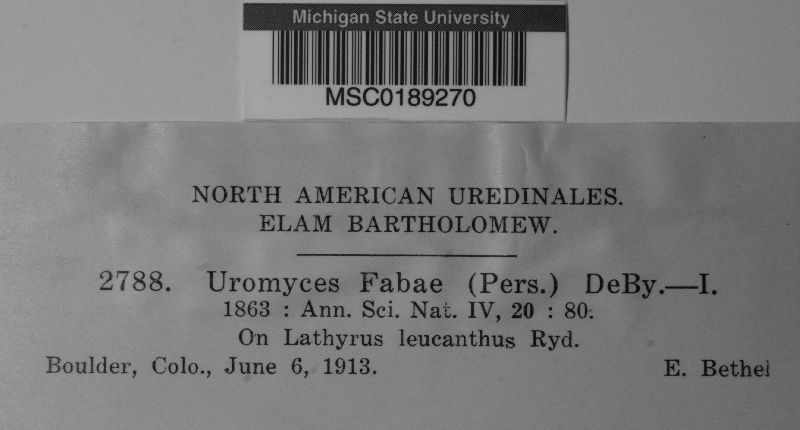 Michigan State University
MSC0189270
NORTH AMERICAN UREDINALES.
ELAM BARTHOLOMEW.
2788. Uromyces Fabae (Pers.) DeBy.—I.
1863 : Ann. Sci. Nat. IV, 20 : 80.
On Lathyrus leucanthus Ryd.
Boulder, Colo., June 6, 1913. E. Bethel